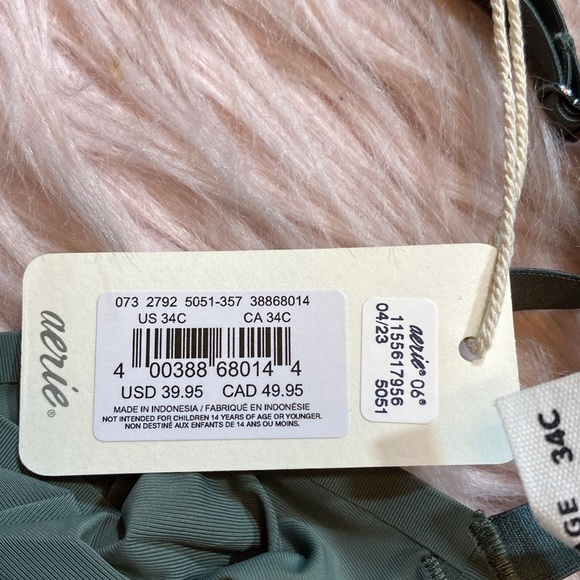 aerie®
073 2792 5051-357 38868014
US 34C CA 34C
4 00388 68014 4
USD 39.95 CAD 49.95
MADE IN INDONESIA / FABRIQUÉ EN INDONÉSIE
NOT INTENDED FOR CHILDREN 14 YEARS OF AGE OR YOUNGER.
NON DESTINÉ AUX ENFANTS DE 14 ANS OU MOINS.
aerie® 06®
1155617956
04/23 5051
AGE 34C